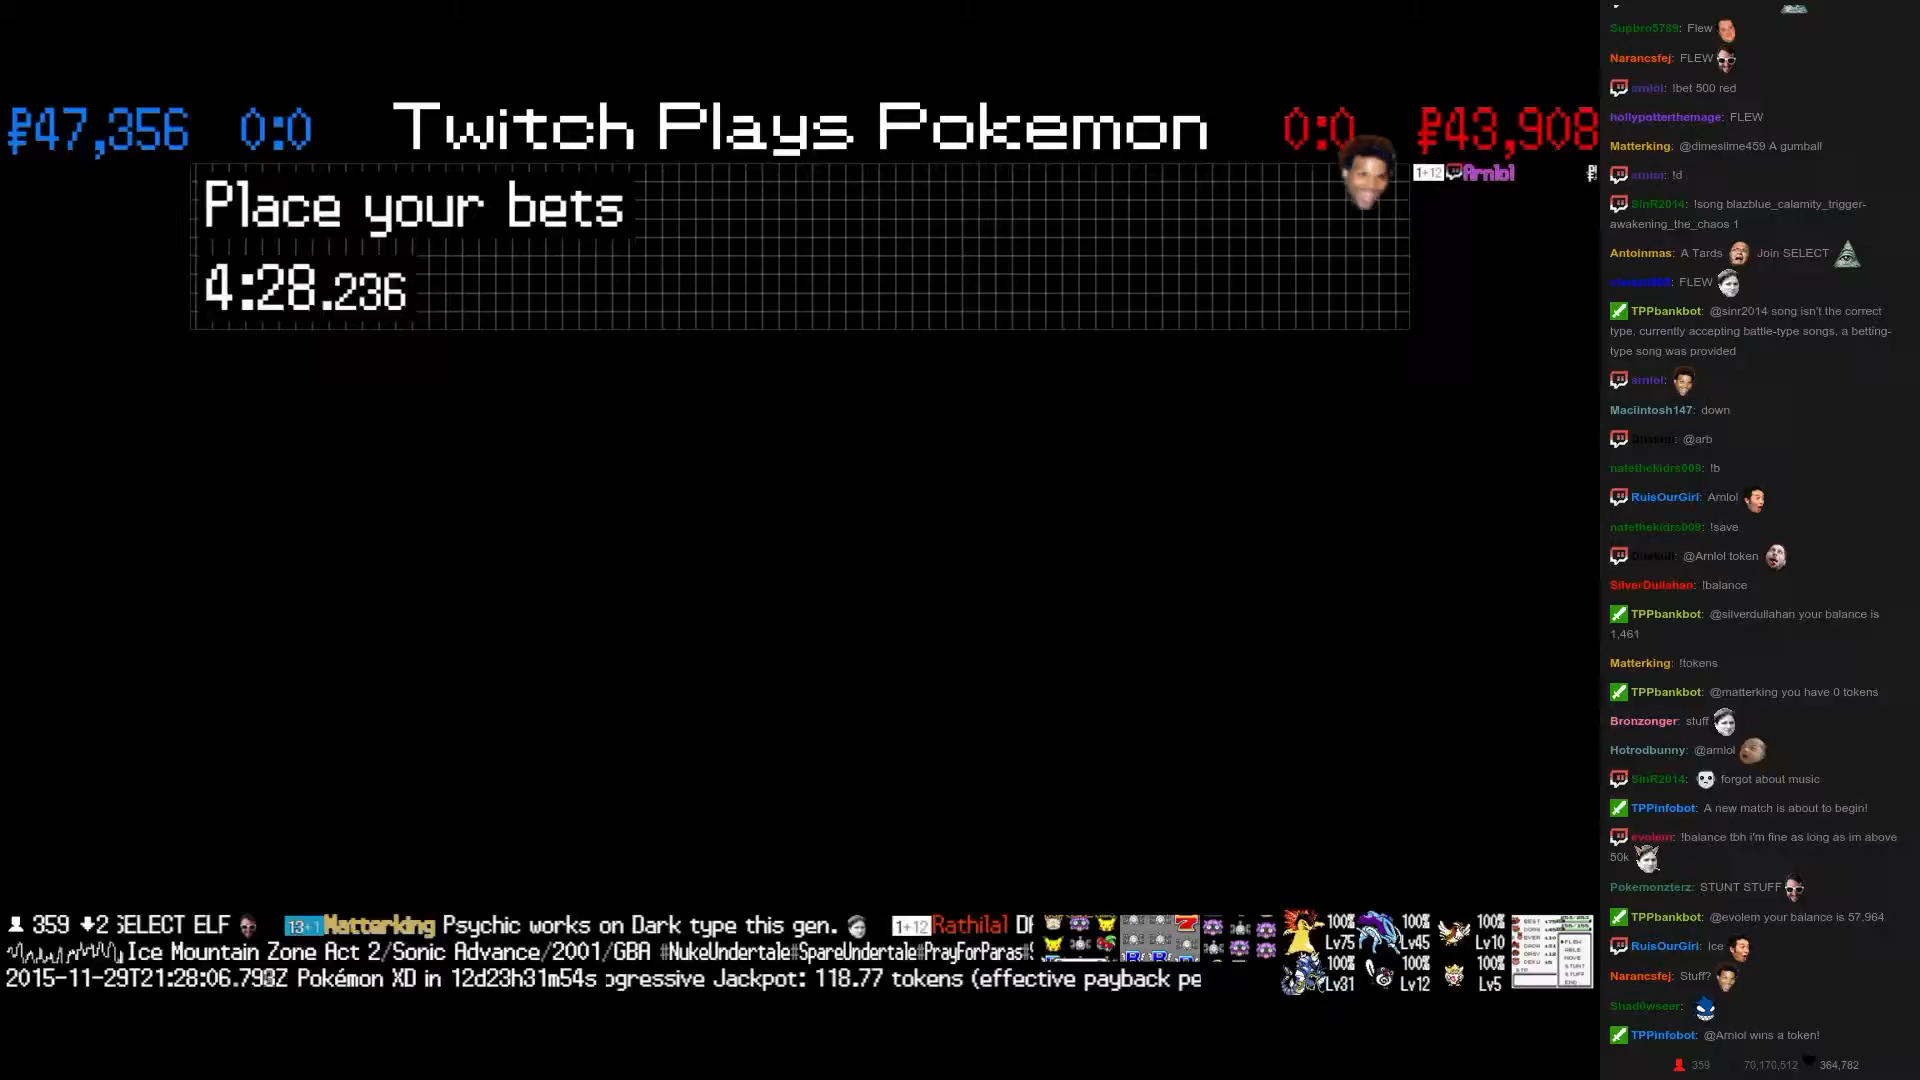 ₽47,356 0:0 Twitch Plays Pokemon 0:0 ₽43,908
1+12 Arnlol
Place your bets
4:28.236
359 2 SELECT ELF 13+1 Matterking Psychic works on Dark type this gen. 1+12 Rathilal
Ice Mountain Zone Act 2/Sonic Advance/2001/GBA #NukeUndertale#SpareUndertale#PrayForParas#
2015-11-29T21:28:06.793Z Pokémon XD in 12d23h31m54s ogressive Jackpot: 118.77 tokens (effective payback pe
100% 100% 100%
Lv75 Lv45 Lv10
100% 100% 100%
Lv31 Lv12 Lv5
Supbro5789: Flew
Narancsfej: FLEW
arnlol: !bet 500 red
hollypotterthemage: FLEW
Matterking: @dimeslime459 A gumball
arnlol: !d
SinR2014: !song blazblue_calamity_trigger-
awakening_the_chaos 1
Antoinmas: A Tards Join SELECT
FLEW
TPPbankbot: @sinr2014 song isn't the correct
type, currently accepting battle-type songs, a betting-
type song was provided
arnlol:
Maciintosh147: down
: @arb
natethekidrs009: !b
RuisOurGirl: Arnlol
natethekidrs009: !save
: @Arnlol token
SilverDullahan: !balance
TPPbankbot: @silverdullahan your balance is
1,461
Matterking: !tokens
TPPbankbot: @matterking you have 0 tokens
Bronzonger: stuff
Hotrodbunny: @arnlol
SinR2014: forgot about music
TPPinfobot: A new match is about to begin!
evolem: !balance tbh i'm fine as long as im above
50k
Pokemonzterz: STUNT STUFF
TPPbankbot: @evolem your balance is 57,964
RuisOurGirl: Ice
Narancsfej: Stuff?
Shad0wseer:
TPPinfobot: @Arnlol wins a token!
359 70,170,512 364,782